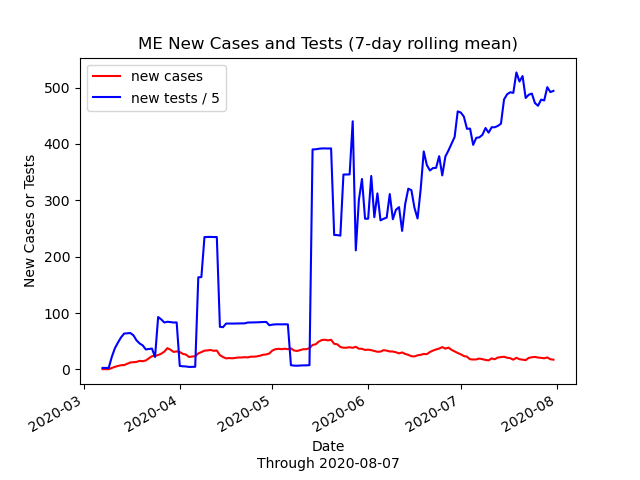 ME New Cases and Tests (7-day rolling mean)
new cases
new tests / 5
New Cases or Tests
500
400
300
200
100
0
2020-03
2020-04
2020-05
2020-06
2020-07
2020-08
Date
Through 2020-08-07